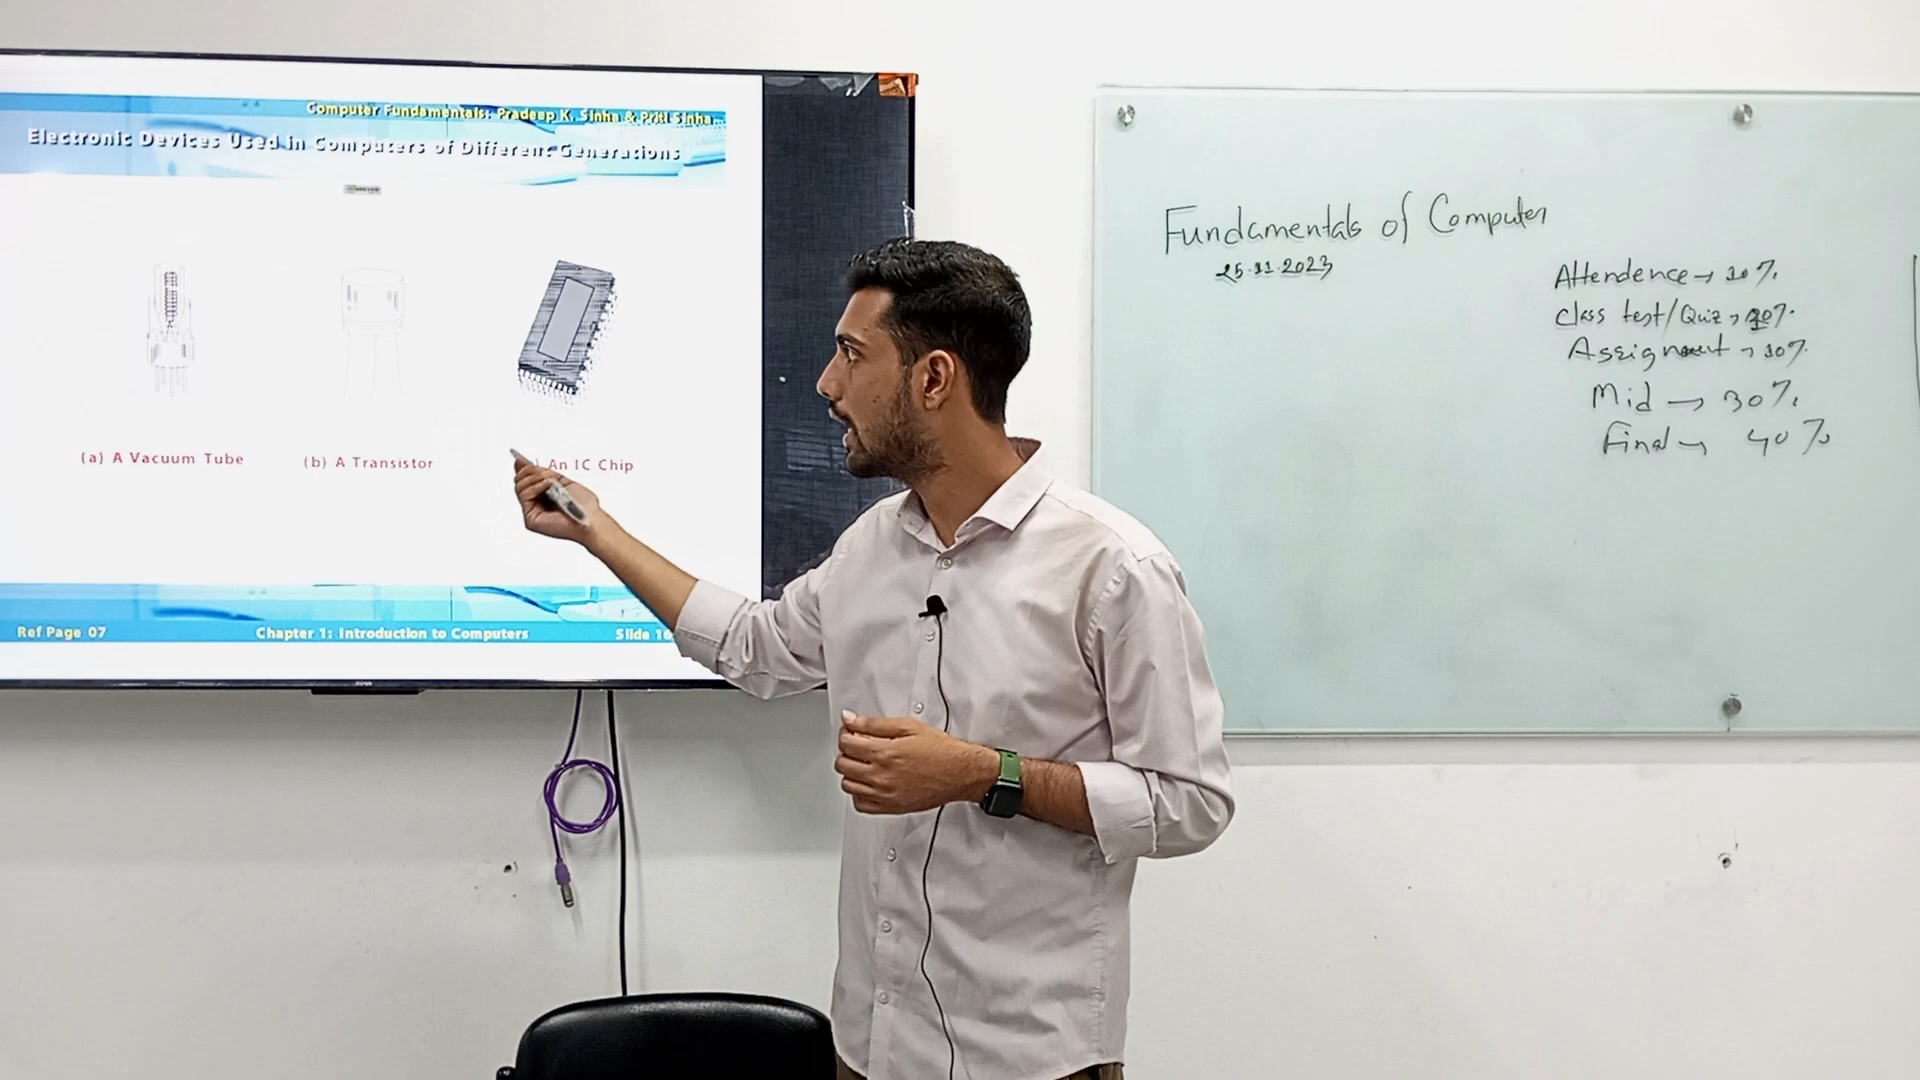 Computer Fundamentals: Pradeep K. Sinha & Priti Sinha
Electronic Devices Used in Computers of Different Generations
(a) A Vacuum Tube
(b) A Transistor
An IC Chip
Ref Page 07
Chapter 1: Introduction to Computers
Slide 16
Fundamentals of Computer
25.11.2023
Attendence → 10%
Class test/Quiz →
Assignment → 10%
Mid → 30%
Final → 40%